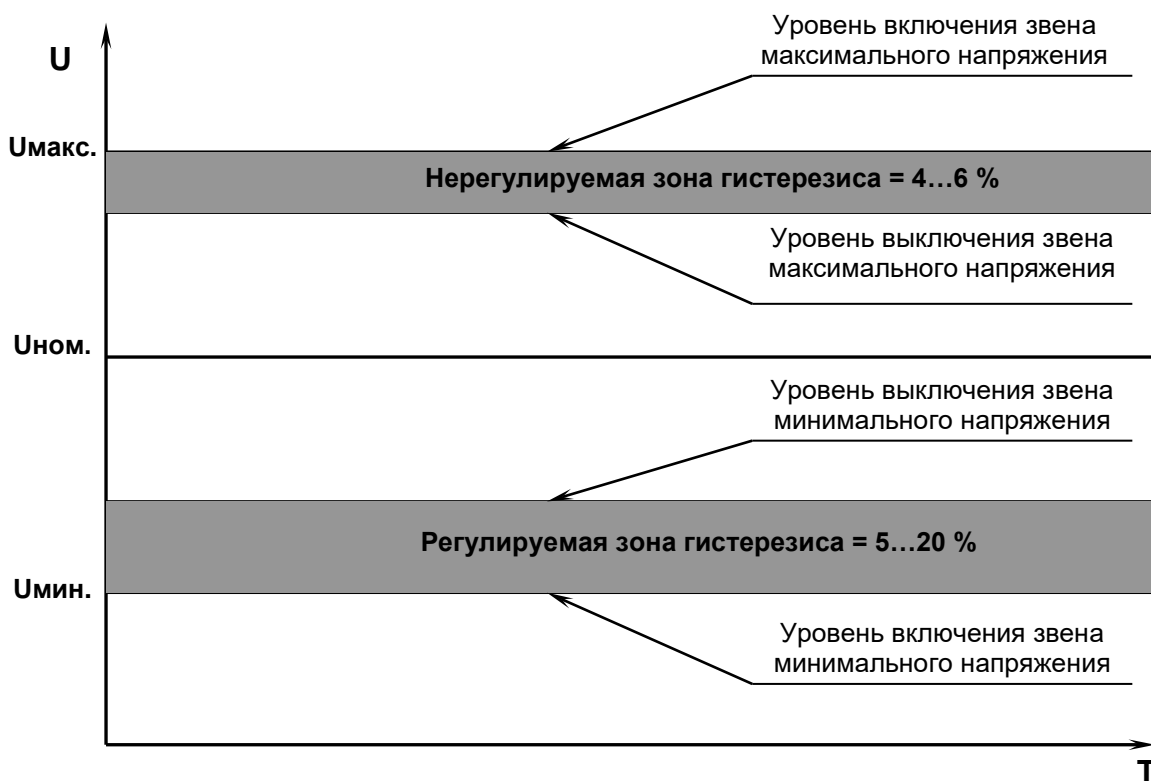 Уровень включения звена
максимального напряжения
U
Uмакс.
Нерегулируемая зона гистерезиса = 4…6 %
Уровень выключения звена
максимального напряжения
Uном.
Уровень выключения звена
минимального напряжения
Регулируемая зона гистерезиса = 5…20 %
Uмин.
Уровень включения звена
минимального напряжения
T